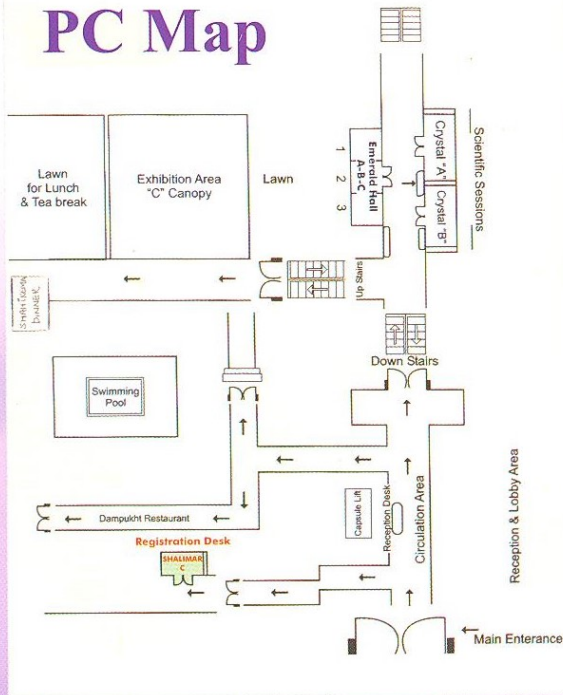 PC Map
Lawn
for Lunch
& Tea break
Exhibition Area
"C" Canopy
Lawn
1
2
3
Emerald Hall
A-B-C
Crystal "A"
Crystal "B"
Scientific Sessions
Up Stairs
DINNER
Down Stairs
Swimming
Pool
Dampukht Restaurant
Registration Desk
SHALIMAR
C
Capsule Lift
Reception Desk
Circulation Area
Reception & Lobby Area
Main Enterance